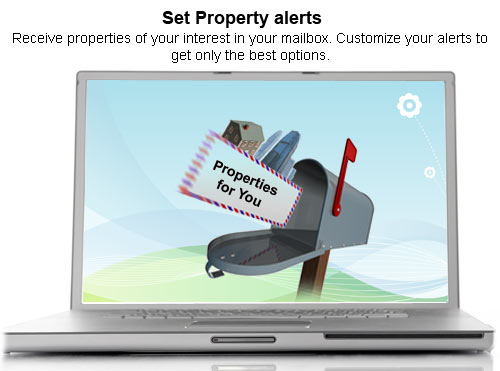 Set Property alerts
Receive properties of your interest in your mailbox. Customize your alerts to
get only the best options.
Properties
for You